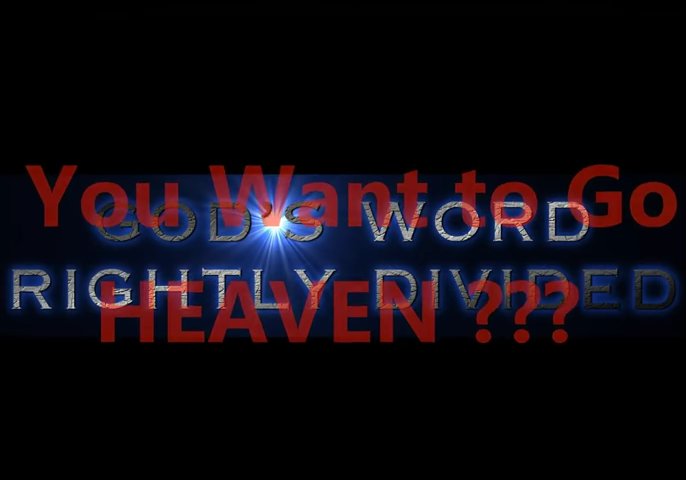 You Want to Go
GOD'S WORD
RIGHTLY DIVIDED
HEAVEN ???